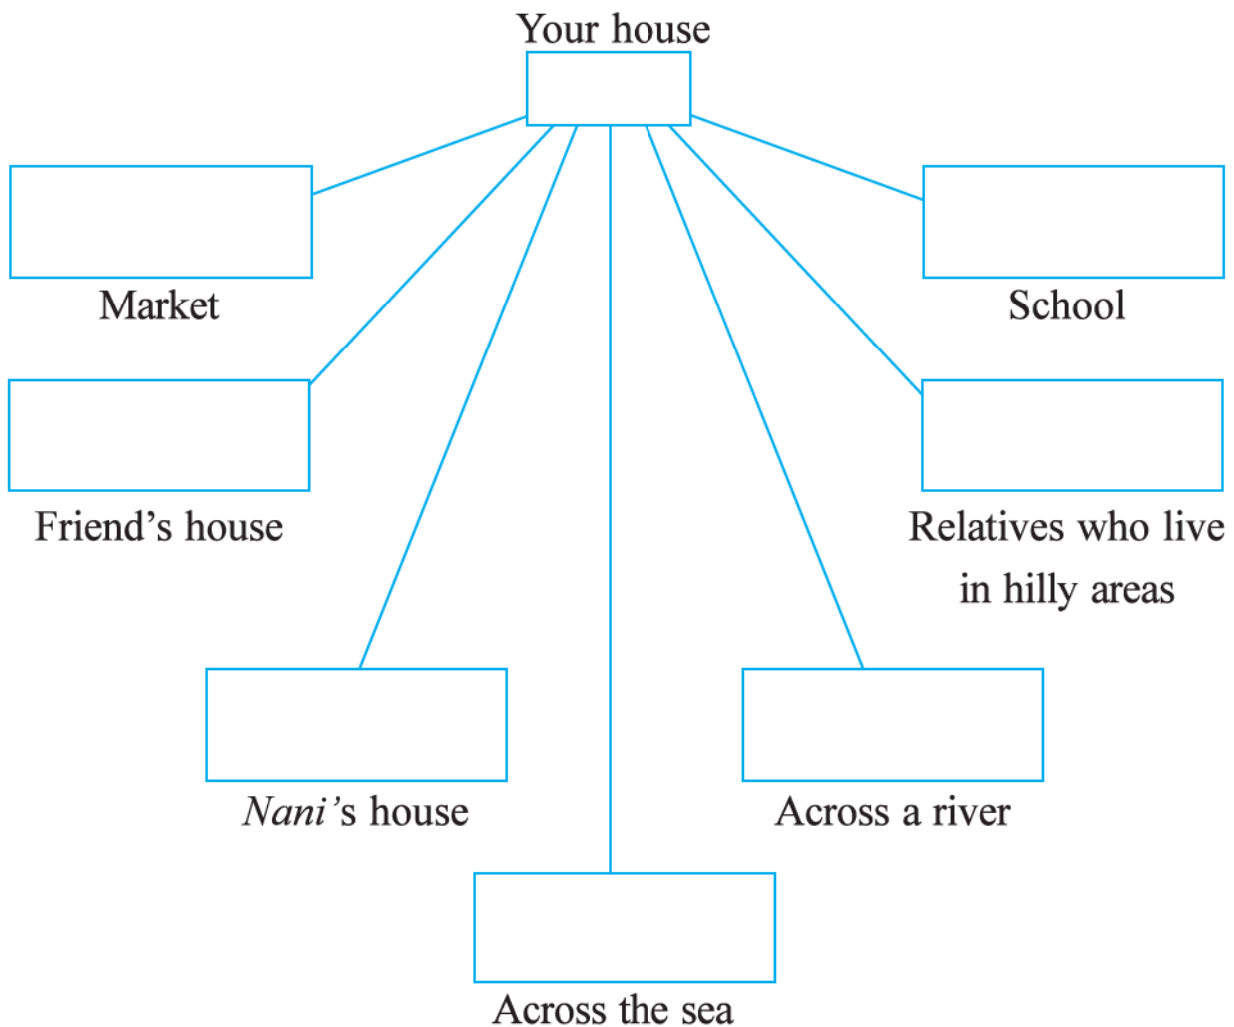 Your house
Market
School
Friend’s house
Relatives who live
in hilly areas
Nani’s house
Across a river
Across the sea